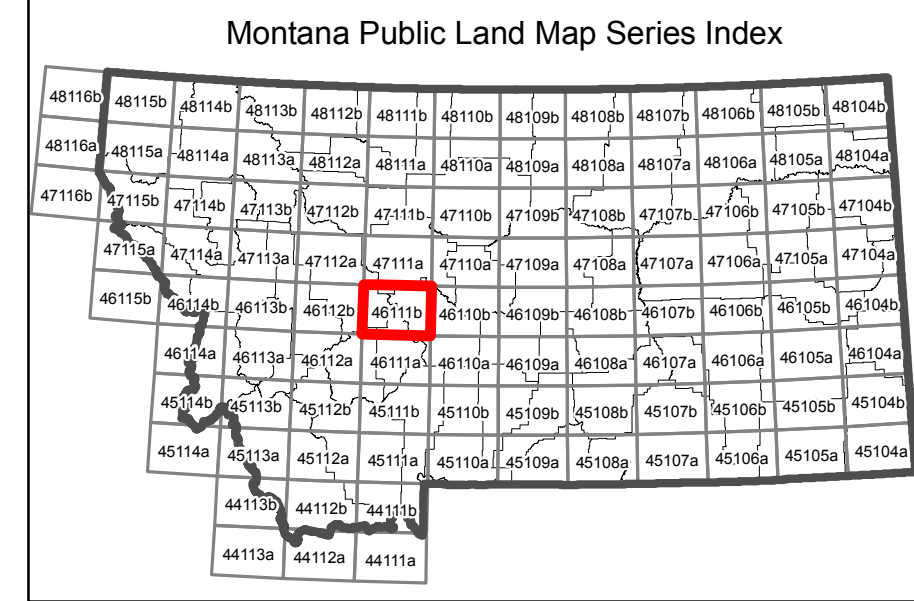 Montana Public Land Map Series Index
48116b 48115b 48114b 48113b 48112b 48111b 48110b 48109b 48108b 48107b 48106b 48105b 48104b
48116a 48115a 48114a 48113a 48112a 48111a 48110a 48109a 48108a 48107a 48106a 48105a 48104a
47116b 47115b 47114b 47113b 47112b 47111b 47110b 47109b 47108b 47107b 47106b 47105b 47104b
47115a 47114a 47113a 47112a 47111a 47110a 47109a 47108a 47107a 47106a 47105a 47104a
46115b 46114b 46113b 46112b 46111b 46110b 46109b 46108b 46107b 46106b 46105b 46104b
46114a 46113a 46112a 46111a 46110a 46109a 46108a 46107a 46106a 46105a 46104a
45114b 45113b 45112b 45111b 45110b 45109b 45108b 45107b 45106b 45105b 45104b
45114a 45113a 45112a 45111a 45110a 45109a 45108a 45107a 45106a 45105a 45104a
44113b 44112b 44111b
44113a 44112a 44111a